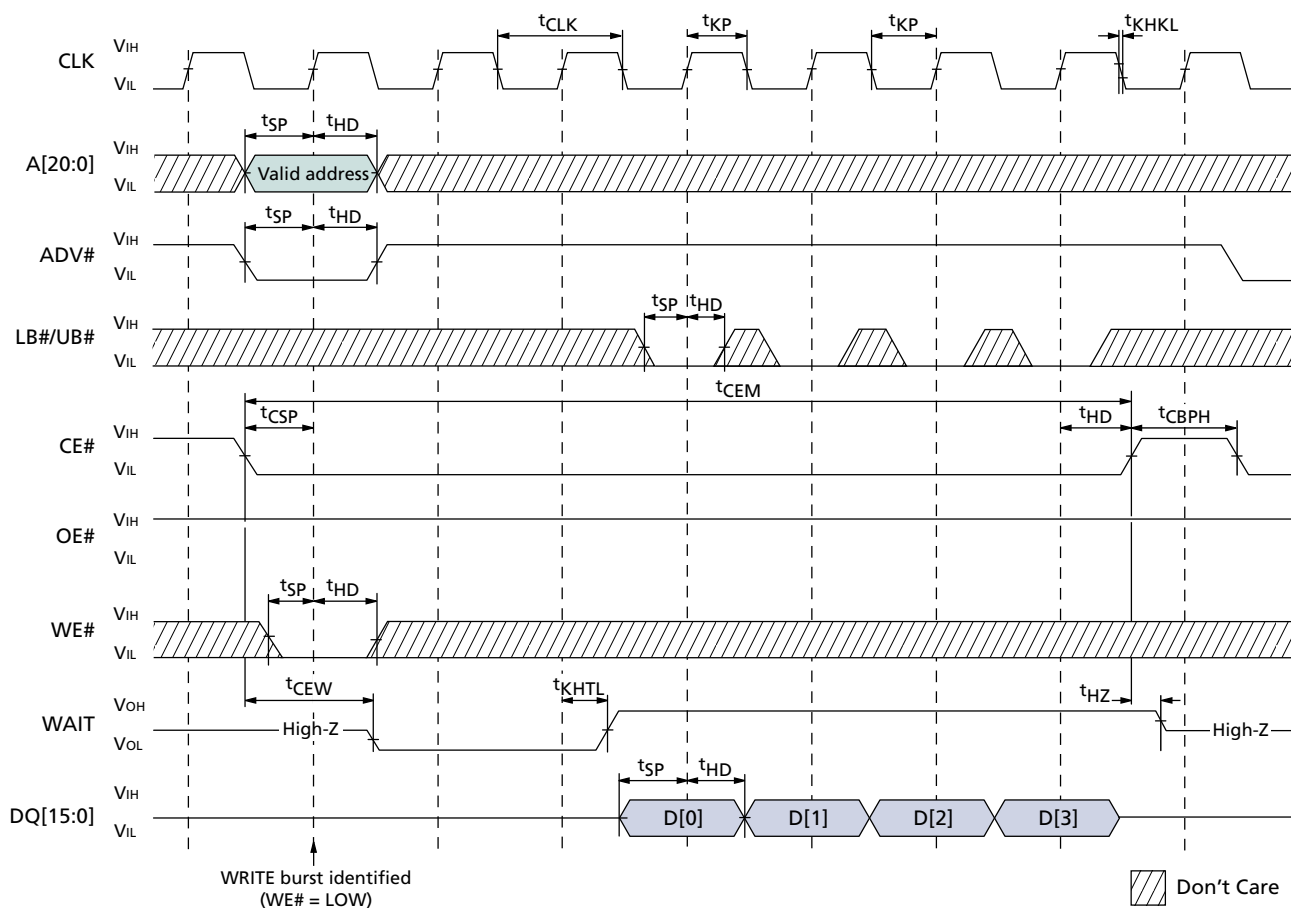 tCLK tKP tKP tKHKL
CLK VIH
VIL
tSP tHD
A[20:0] VIH
VIL
Valid address
tSP tHD
ADV# VIH
VIL
tSP tHD
LB#/UB# VIH
VIL
tCEM
tCSP tHD tCBPH
CE# VIH
VIL
OE# VIH
VIL
tSP tHD
WE# VIH
VIL
tCEW tKHTL tHZ
WAIT VOH
VOL
High-Z High-Z
tSP tHD
DQ[15:0] VIH
VIL
D[0] D[1] D[2] D[3]
WRITE burst identified
(WE# = LOW)
Don't Care